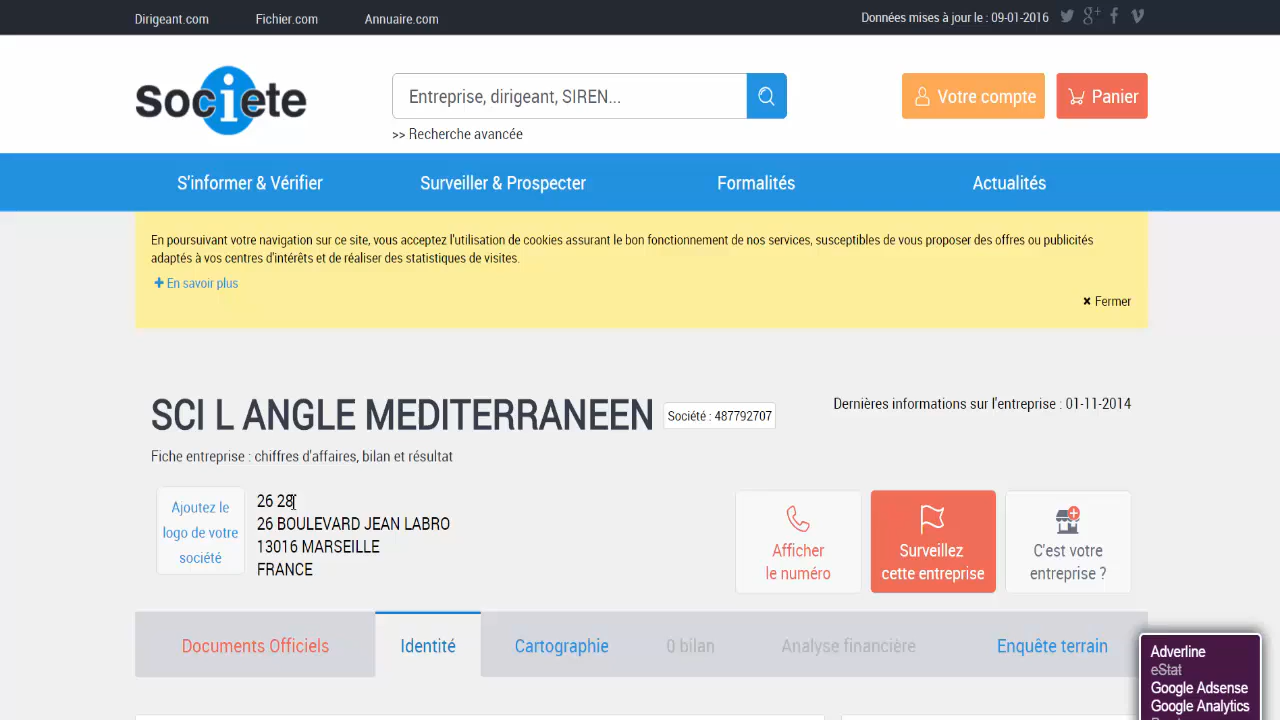 Dirigeant.com Fichier.com Annuaire.com Données mises à jour le : 09-01-2016
societe
Entreprise, dirigeant, SIREN...
>> Recherche avancée
Votre compte
Panier
S'informer & Vérifier Surveiller & Prospecter Formalités Actualités
En poursuivant votre navigation sur ce site, vous acceptez l'utilisation de cookies assurant le bon fonctionnement de nos services, susceptibles de vous proposer des offres ou publicités
adaptés à vos centres d'intérêts et de réaliser des statistiques de visites.
+ En savoir plus
× Fermer
SCI L ANGLE MEDITERRANEEN Société : 487792707
Dernières informations sur l'entreprise : 01-11-2014
Fiche entreprise : chiffres d'affaires, bilan et résultat
Ajoutez le
logo de votre
société
26 28
26 BOULEVARD JEAN LABRO
13016 MARSEILLE
FRANCE
Afficher
le numéro
Surveillez
cette entreprise
C'est votre
entreprise ?
Documents Officiels Identité Cartographie 0 bilan Analyse financière Enquête terrain
Adverline
eStat
Google Adsense
Google Analytics